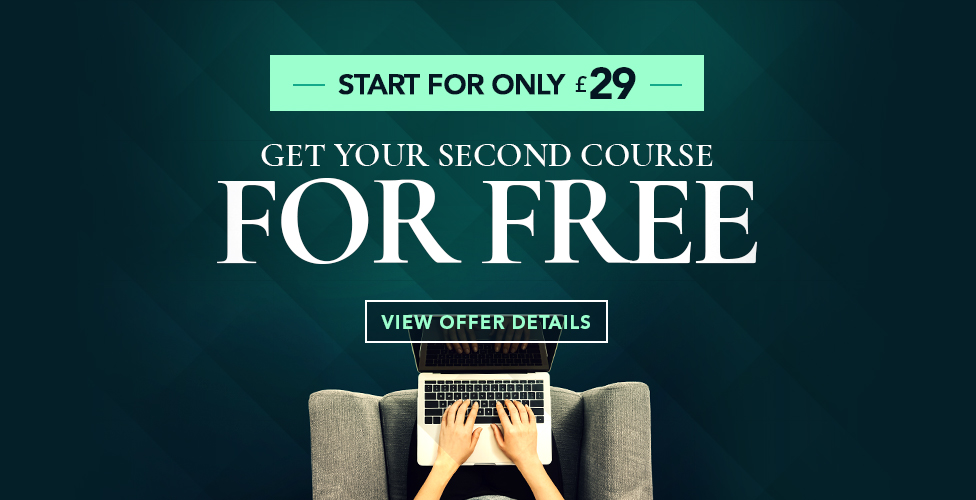 START FOR ONLY £29
GET YOUR SECOND COURSE
FOR FREE
VIEW OFFER DETAILS